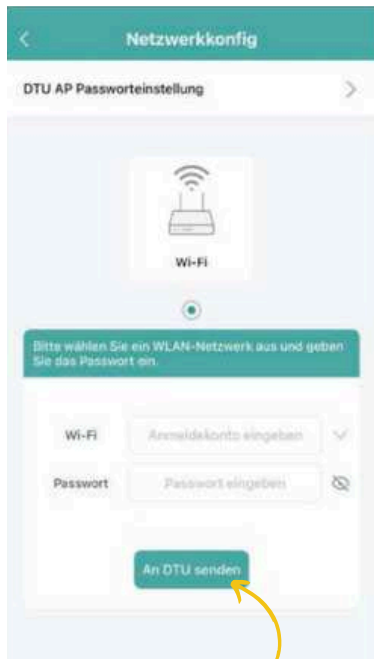 Netzwerkkonfig
DTU AP Passworteinstellung
Wi-Fi
Bitte wählen Sie ein WLAN-Netzwerk aus und geben
Sie das Passwort ein.
Wi-Fi Anmeldekonto eingeben
Passwort Passwort eingeben
An DTU senden